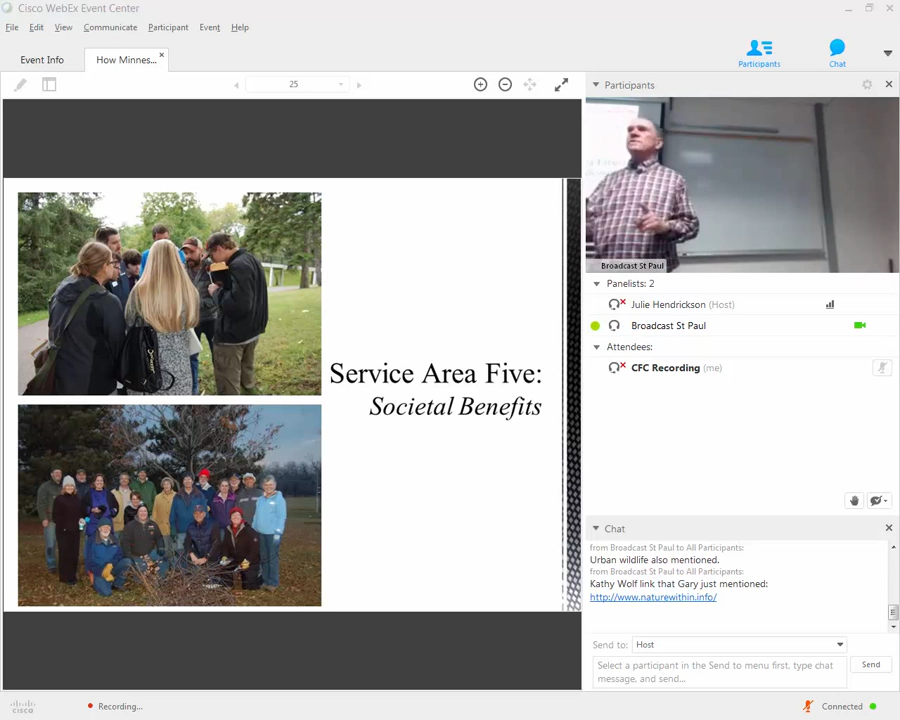 Cisco WebEx Event Center
File Edit View Communicate Participant Event Help
Event Info
How Minnes...
Participants
Chat
25
Participants
Broadcast St Paul
Panelists: 2
Julie Hendrickson (Host)
Broadcast St Paul
Attendees:
CFC Recording (me)
Service Area Five:
Societal Benefits
Chat
from Broadcast St Paul to All Participants:
Urban wildlife also mentioned.
from Broadcast St Paul to All Participants:
Kathy Wolf link that Gary just mentioned:
http://www.naturewithin.info/
Send to: Host
Select a participant in the Send to menu first, type chat
message, and send...
Send
cisco
Recording...
Connected